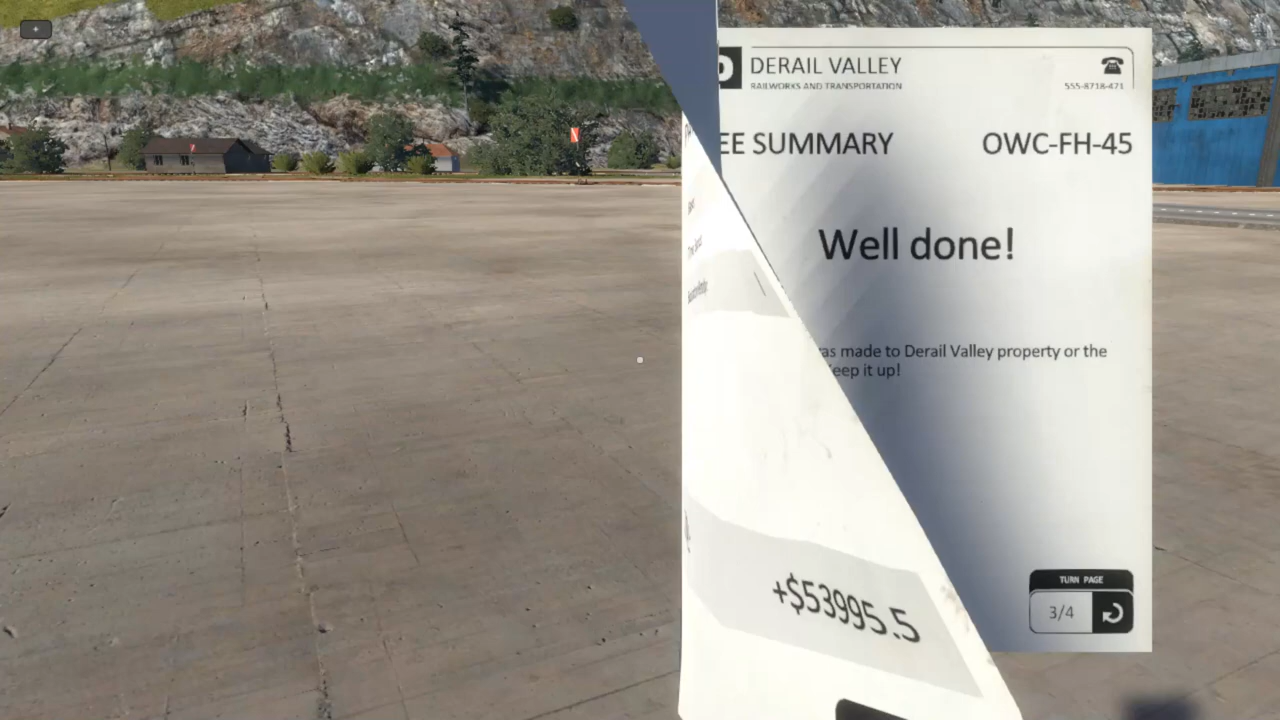 DERAIL VALLEY
RAILWORKS AND TRANSPORTATION
555-8718-471
EE SUMMARY
OWC-FH-45
Well done!
as made to Derail Valley property or the
eep it up!
+$53995.5
TURN PAGE
3/4